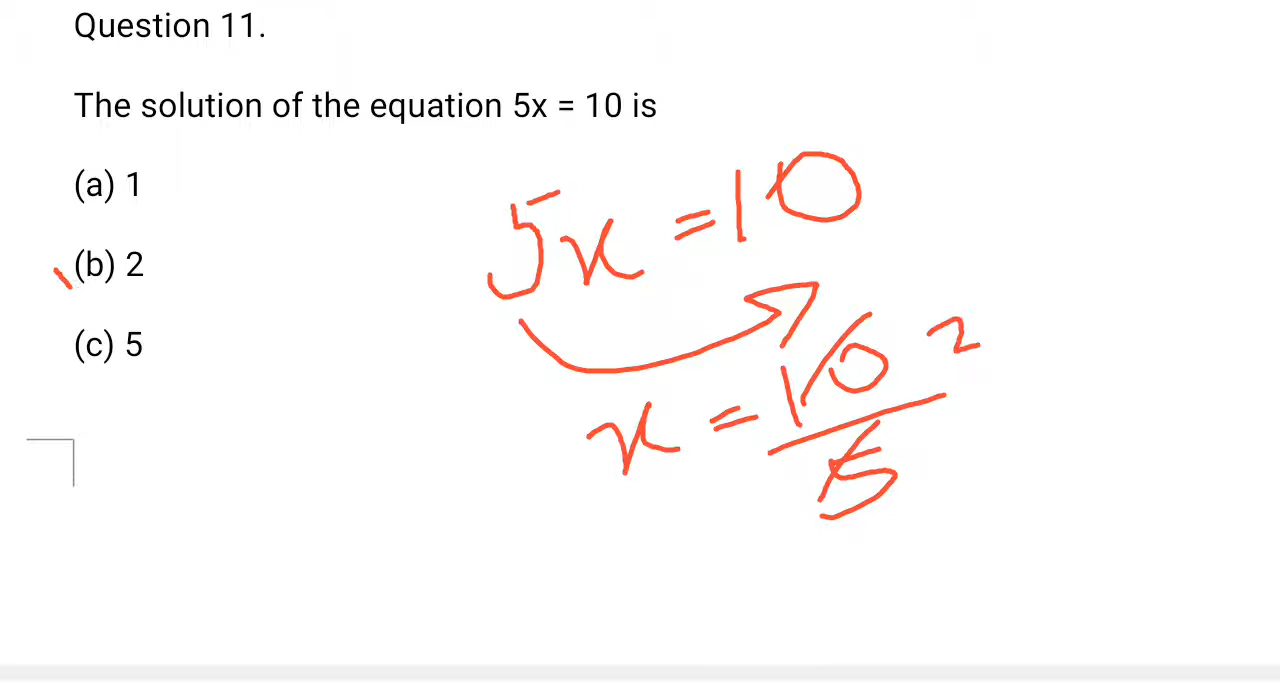 Question 11.
The solution of the equation 5x = 10 is
(a) 1
(b) 2
(c) 5
5x = 10
x = 10/5 2